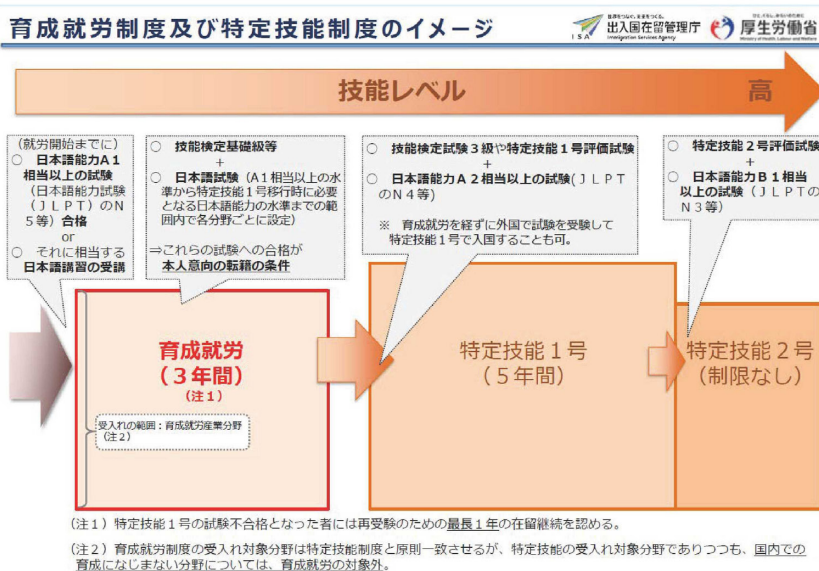 育成就労制度及び特定技能制度のイメージ
ISA
出入国在留管理庁
Immigration Services Agency
厚生労働省
Ministry of Health, Labour and Welfare
技能レベル
高
(就労開始までに)
○ 日本語能力A1
相当以上の試験
(日本語能力試験
(JLPT)のN
5等)合格
or
○ それに相当する
日本語講習の受講
○ 技能検定基礎級等
+
○ 日本語試験(A1相当以上の水
準から特定技能1号移行時に必要
となる日本語能力の水準までの範
囲内で各分野ごとに設定)
⇒これらの試験への合格が
本人意向の転籍の条件
○ 技能検定試験3級や特定技能1号評価試験
+
○ 日本語能力A2相当以上の試験(JLPT
のN4等)
※ 育成就労を経ずに外国で試験を受験して
特定技能1号で入国することも可。
○ 特定技能2号評価試験
+
○ 日本語能力B1相当
以上の試験(JLPTの
N3等)
育成就労
(3年間)
(注1)
受入れの範囲:育成就労産業分野
(注2)
特定技能1号
(5年間)
特定技能2号
(制限なし)
(注1)特定技能1号の試験不合格となった者には再受験のための最長1年の在留継続を認める。
(注2)育成就労制度の受入れ対象分野は特定技能制度と原則一致させるが、特定技能の受入れ対象分野でありつつも、国内での
育成になじまない分野については、育成就労の対象外。